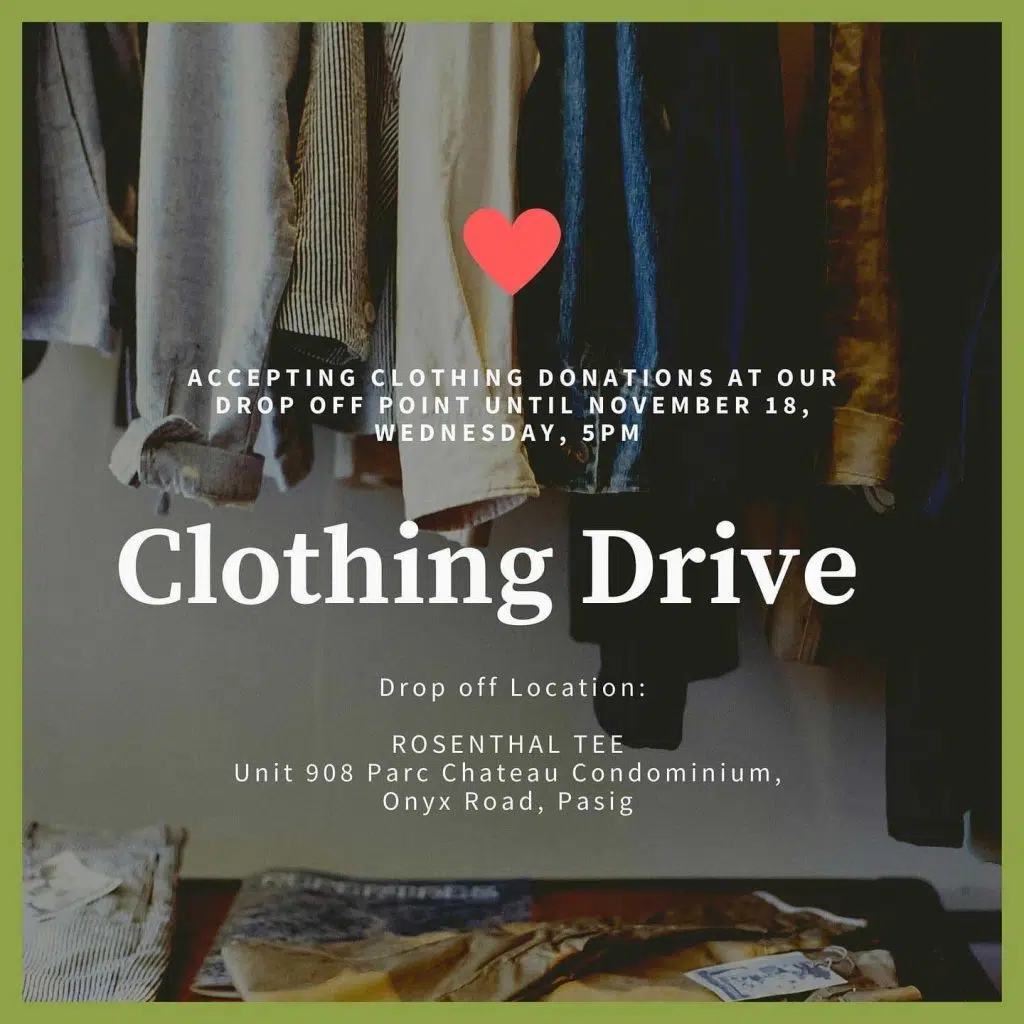 ACCEPTING CLOTHING DONATIONS AT OUR
DROP OFF POINT UNTIL NOVEMBER 18,
WEDNESDAY, 5PM
Clothing Drive
Drop off Location:
ROSENTHAL TEE
Unit 908 Parc Chateau Condominium,
Onyx Road, Pasig